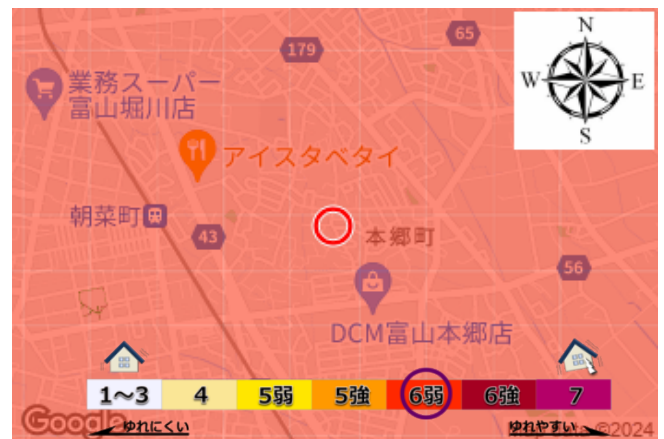 N
W
E
S
65
179
業務スーパー
富山堀川店
アイスタベタイ
朝菜町
43
本郷町
56
DCM富山本郷店
1～3
4
5弱
5強
6弱
6強
7
Google
ゆれにくい
ゆれやすい
©2024